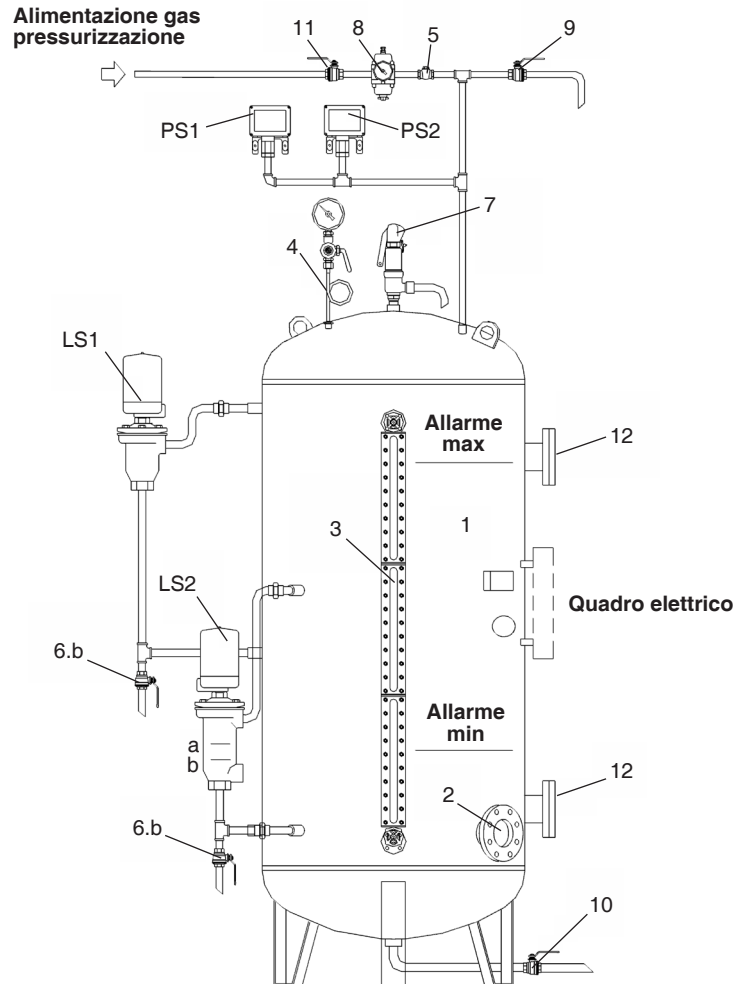 Alimentazione gas
pressurizzazione
11
8
5
9
PS1
PS2
7
4
LS1
Allarme
max
12
3
1
LS2
Quadro elettrico
6.b
Allarme
min
a
b
12
2
6.b
10